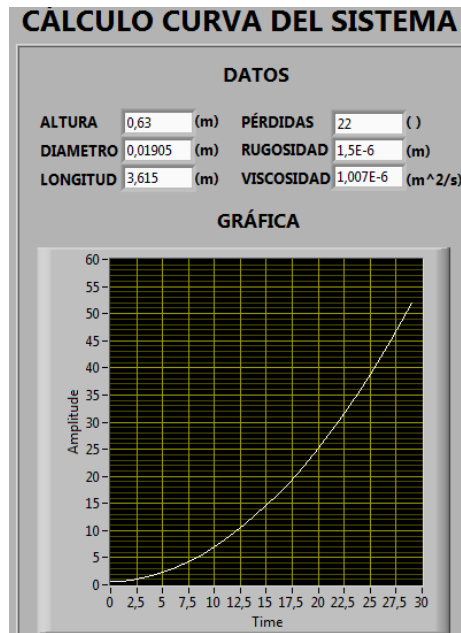 CÁLCULO CURVA DEL SISTEMA
DATOS
ALTURA 0,63 (m) PÉRDIDAS 22 ( )
DIAMETRO 0,01905 (m) RUGOSIDAD 1,5E-6 (m)
LONGITUD 3,615 (m) VISCOSIDAD 1,007E-6 (m^2/s)
GRÁFICA
60
55
50
45
40
35
30
25
20
15
10
5
0
Amplitude
0 2,5 5 7,5 10 12,5 15 17,5 20 22,5 25 27,5 30
Time